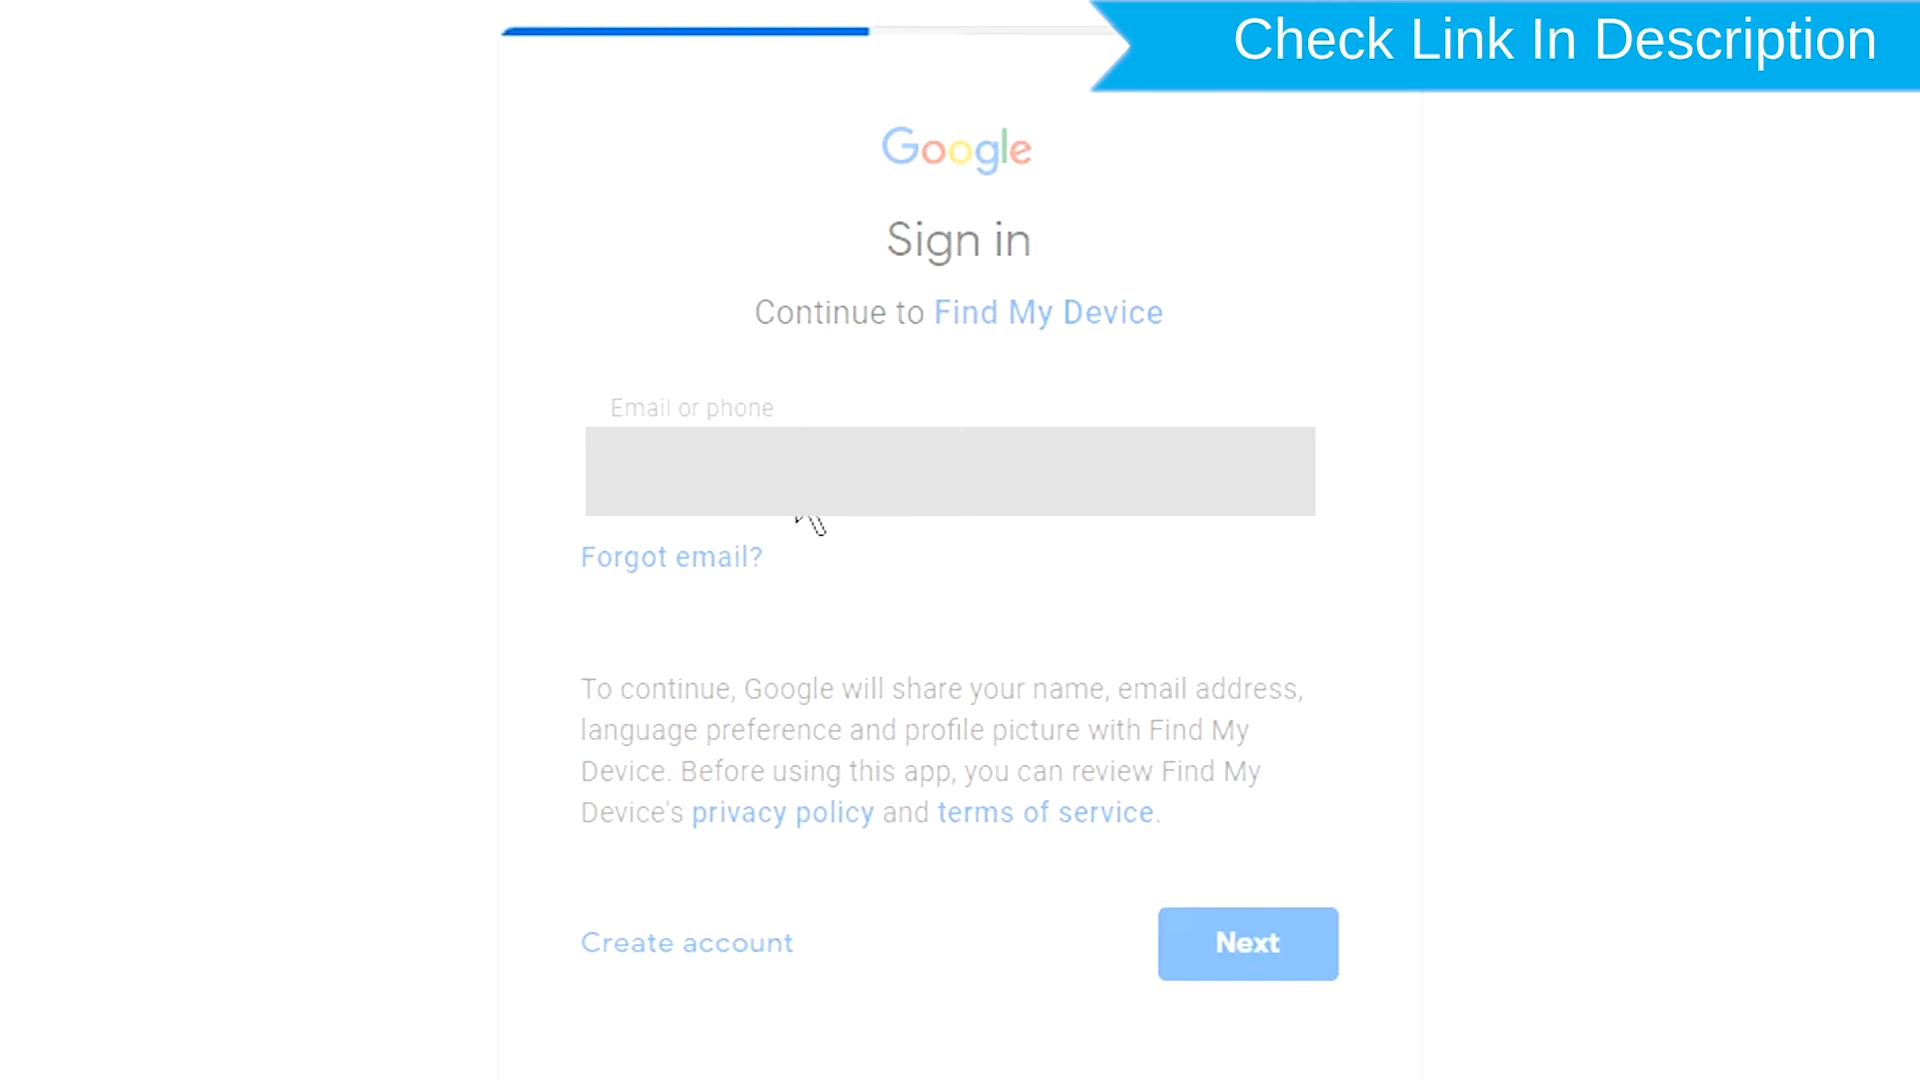 Check Link In Description
Google
Sign in
Continue to Find My Device
Email or phone
Forgot email?
To continue, Google will share your name, email address,
language preference and profile picture with Find My
Device. Before using this app, you can review Find My
Device's privacy policy and terms of service.
Create account
Next